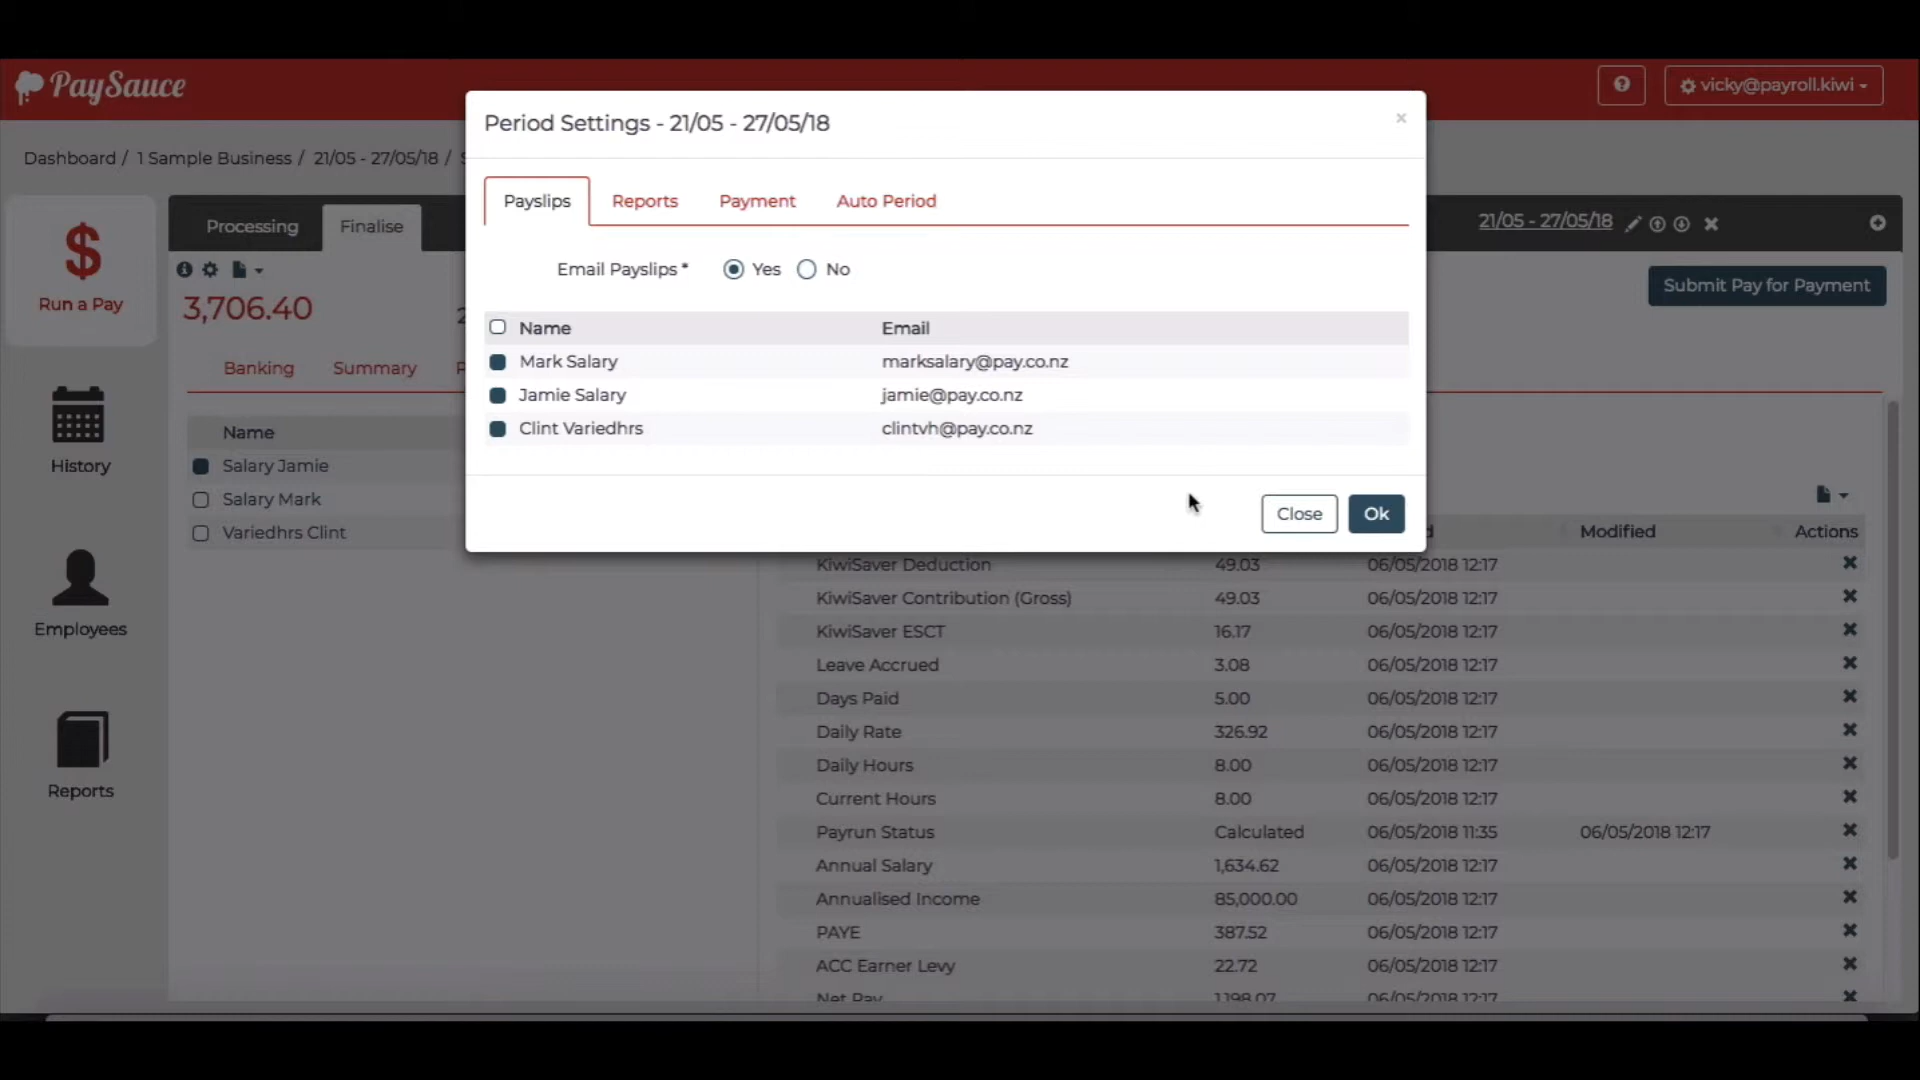 PaySauce
vicky@payroll.kiwi
Dashboard / 1 Sample Business / 21/05 - 27/05/18 /
Period Settings - 21/05 - 27/05/18
×
Payslips Reports Payment Auto Period
Email Payslips * Yes No
Name Email
Mark Salary marksalary@pay.co.nz
Jamie Salary jamie@pay.co.nz
Clint Variedhrs clintvh@pay.co.nz
Close Ok
Run a Pay
History
Employees
Reports
Processing Finalise
21/05 - 27/05/18
3,706.40
Submit Pay for Payment
Banking Summary
Name
Salary Jamie
Salary Mark
Variedhrs Clint
Modified Actions
KiwiSaver Deduction 49.03 06/05/2018 12:17
KiwiSaver Contribution (Gross) 49.03 06/05/2018 12:17
KiwiSaver ESCT 16.17 06/05/2018 12:17
Leave Accrued 3.08 06/05/2018 12:17
Days Paid 5.00 06/05/2018 12:17
Daily Rate 326.92 06/05/2018 12:17
Daily Hours 8.00 06/05/2018 12:17
Current Hours 8.00 06/05/2018 12:17
Payrun Status Calculated 06/05/2018 11:35 06/05/2018 12:17
Annual Salary 1,634.62 06/05/2018 12:17
Annualised Income 85,000.00 06/05/2018 12:17
PAYE 387.52 06/05/2018 12:17
ACC Earner Levy 22.72 06/05/2018 12:17
Net Pay 1,198.07 06/05/2018 12:17